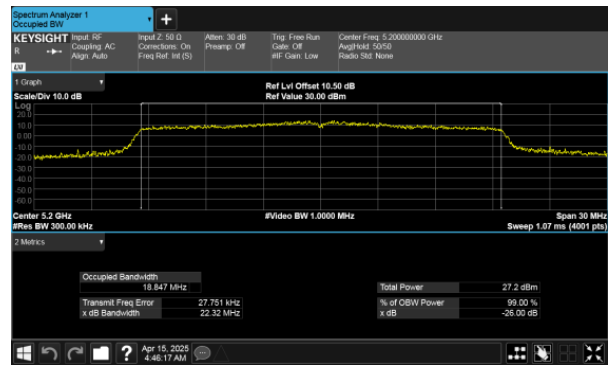 Spectrum Analyzer 1
Occupied BW
+
KEYSIGHT
R
LXI
Input: RF
Coupling: AC
Align: Auto
Input Z: 50 Ω
Corrections: On
Freq Ref: Int (S)
Atten: 30 dB
Preamp: Off
Trig: Free Run
Gate: Off
#IF Gain: Low
Center Freq: 5.200000000 GHz
Avg|Hold: 50/50
Radio Std: None
1 Graph
Scale/Div 10.0 dB
Ref Lvl Offset 10.50 dB
Ref Value 30.00 dBm
Log
20.0
10.0
0.00
-10.0
-20.0
-30.0
-40.0
-50.0
-60.0
Center 5.2 GHz
#Res BW 300.00 kHz
#Video BW 1.0000 MHz
Span 30 MHz
Sweep 1.07 ms (4001 pts)
2 Metrics
Occupied Bandwidth
18.847 MHz
Transmit Freq Error 27.751 kHz
x dB Bandwidth 22.32 MHz
Total Power 27.2 dBm
% of OBW Power 99.00 %
x dB -26.00 dB
?
Apr 15, 2025
4:46:17 AM